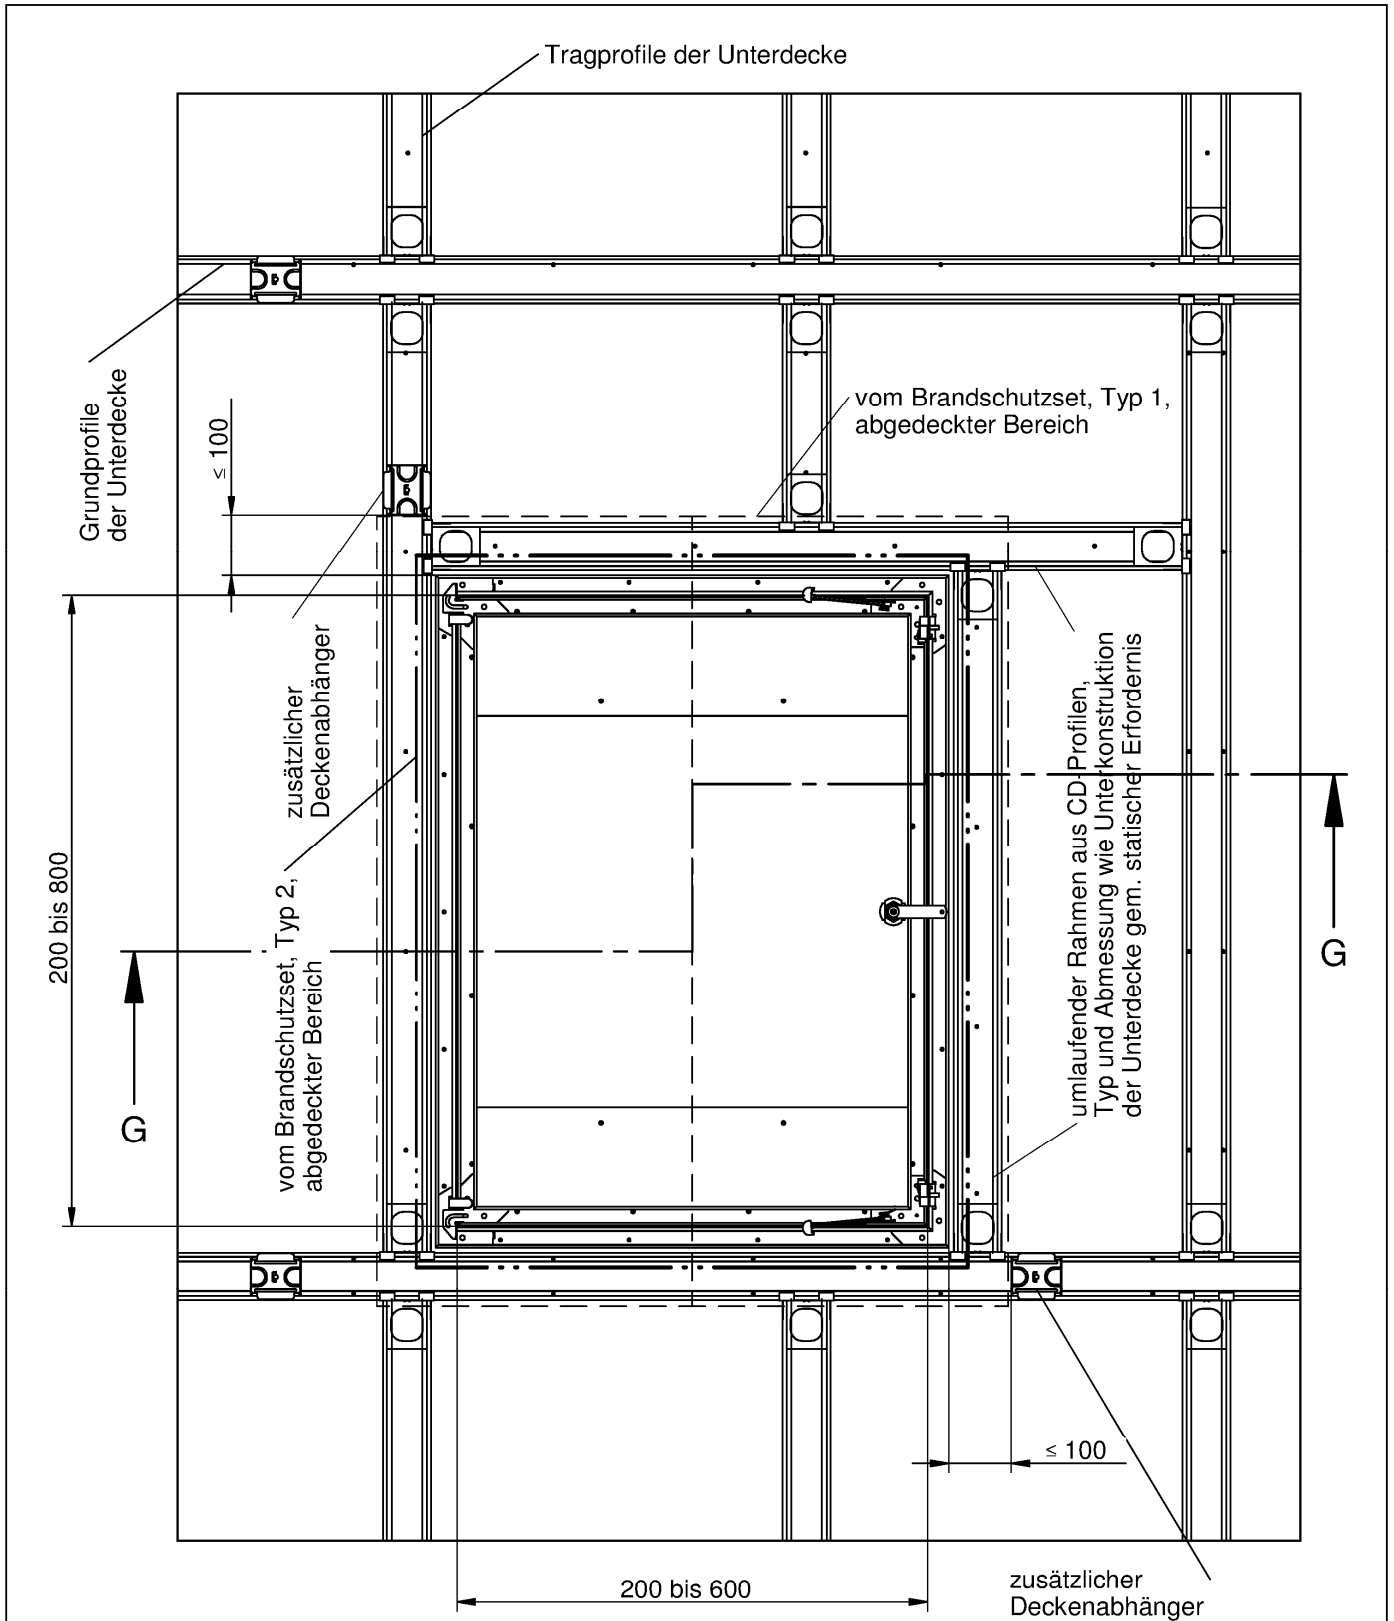 Tragprofile der Unterdecke
Grundprofile
der Unterdecke
≤ 100
vom Brandschutzset, Typ 1,
abgedeckter Bereich
zusätzlicher
Deckenabhänger
umlaufender Rahmen aus CD-Profilen,
Typ und Abmessung wie Unterkonstruktion
der Unterdecke gem. statischer Erfordernis
200 bis 800
vom Brandschutzset, Typ 2,
abgedeckter Bereich
G
G
≤ 100
200 bis 600
zusätzlicher
Deckenabhänger